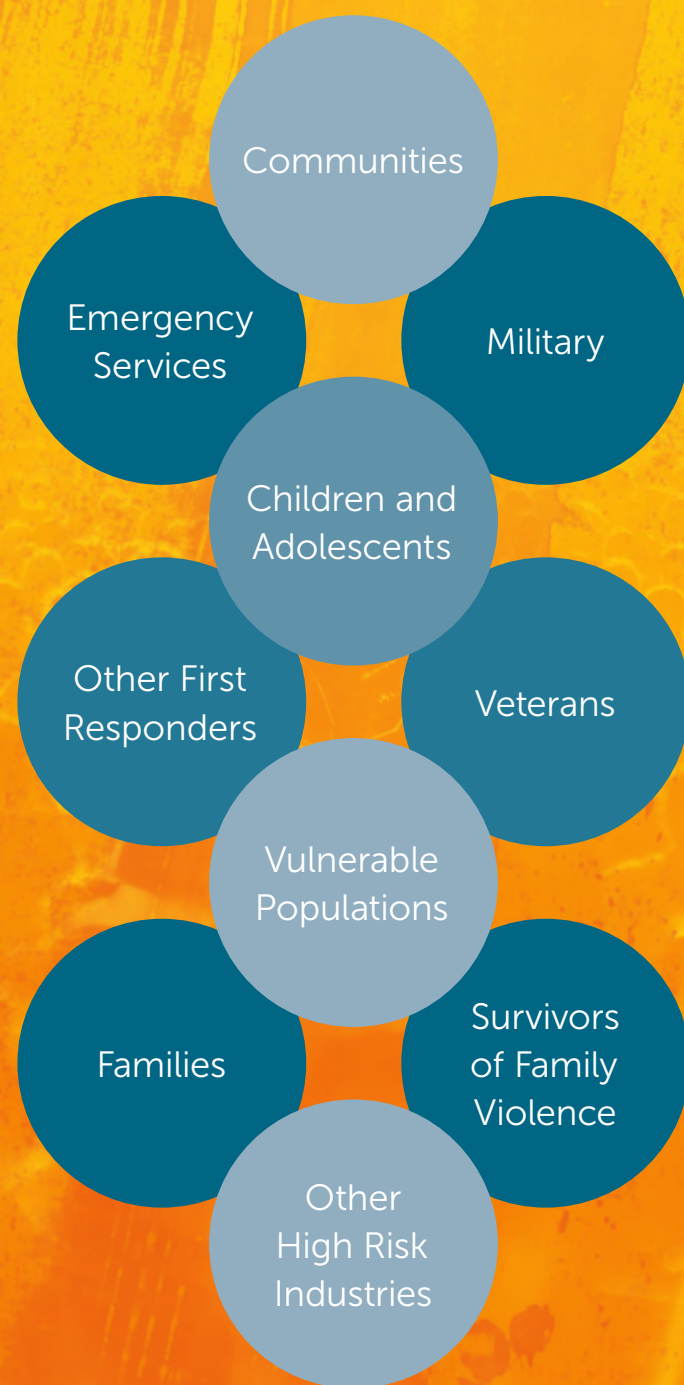 Communities
Emergency
Services
Military
Children and
Adolescents
Other First
Responders
Veterans
Vulnerable
Populations
Families
Survivors
of Family
Violence
Other
High Risk
Industries